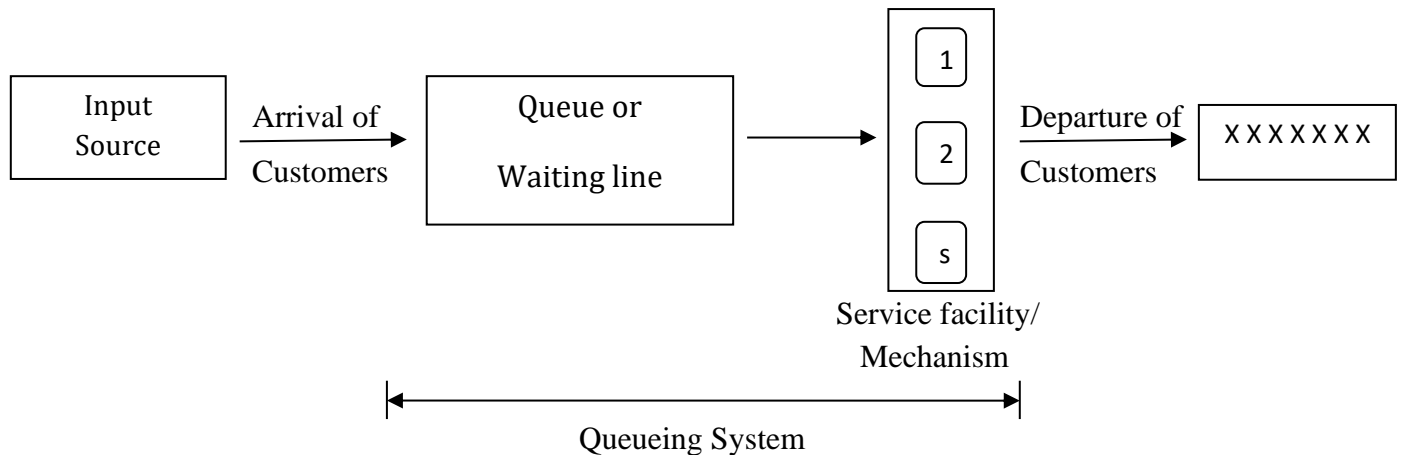 Input
Source
Arrival of
Customers
Queue or
Waiting line
1
2
s
Service facility/
Mechanism
Departure of
Customers
X X X X X X X
Queueing System